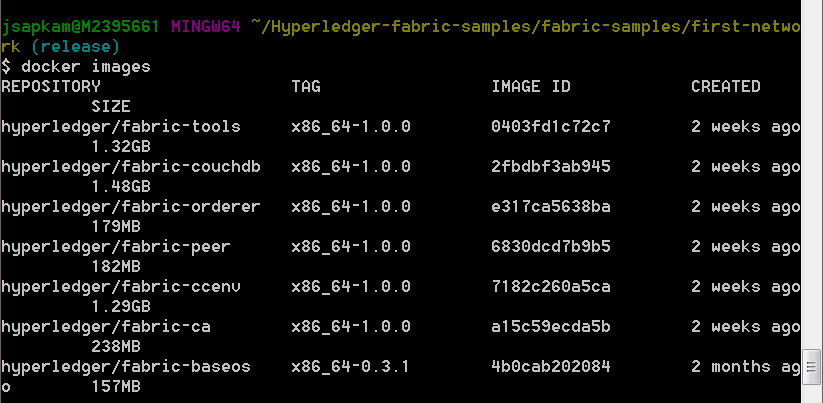 jsapkam@M2395661 MINGW64 ~/Hyperledger-fabric-samples/fabric-samples/first-netwo
rk (release)
$ docker images
REPOSITORY                   TAG                 IMAGE ID            CREATED
         SIZE
hyperledger/fabric-tools     x86_64-1.0.0        0403fd1c72c7        2 weeks ago
         1.32GB
hyperledger/fabric-couchdb   x86_64-1.0.0        2fbdbf3ab945        2 weeks ago
         1.48GB
hyperledger/fabric-orderer   x86_64-1.0.0        e317ca5638ba        2 weeks ago
         179MB
hyperledger/fabric-peer      x86_64-1.0.0        6830dcd7b9b5        2 weeks ago
         182MB
hyperledger/fabric-ccenv     x86_64-1.0.0        7182c260a5ca        2 weeks ago
         1.29GB
hyperledger/fabric-ca        x86_64-1.0.0        a15c59ecda5b        2 weeks ago
         238MB
hyperledger/fabric-baseos    x86_64-0.3.1        4b0cab202084        2 months ag
o        157MB